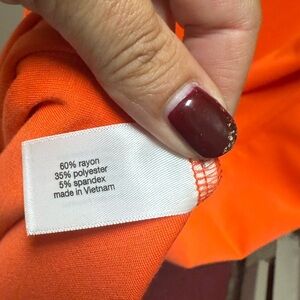 60% rayon
35% polyester
5% spandex
made in Vietnam